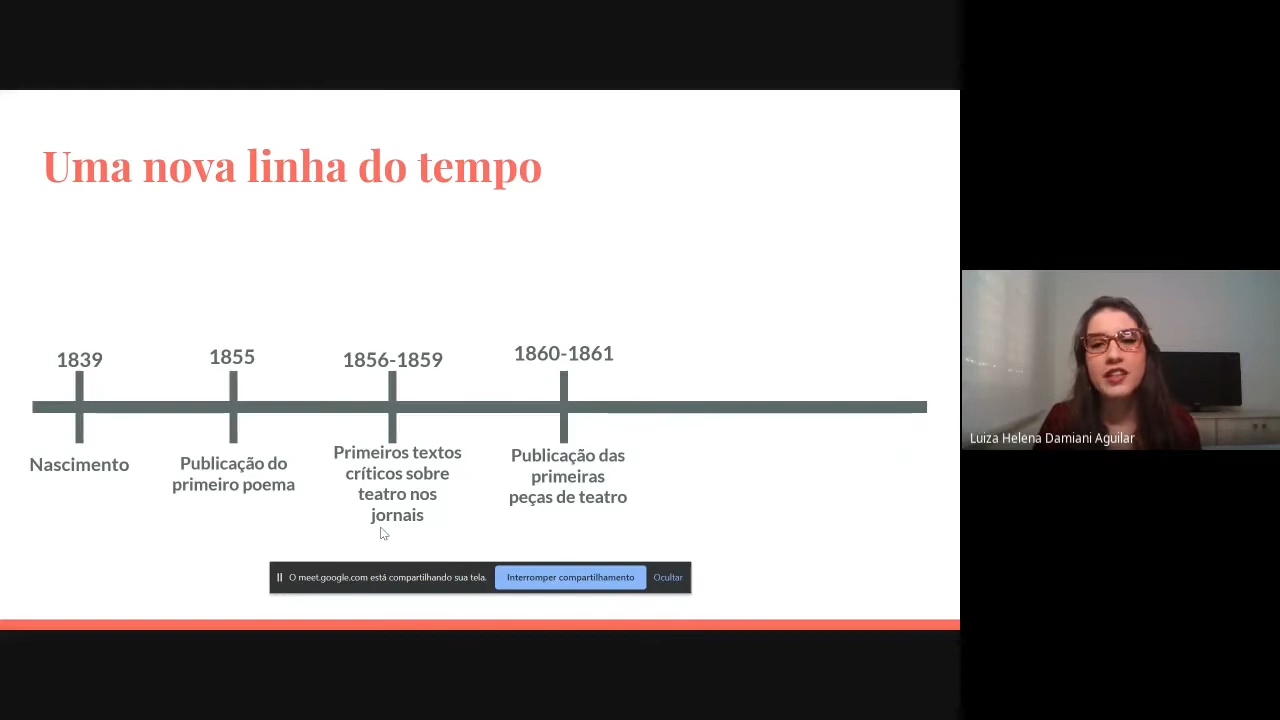 Uma nova linha do tempo
1839
1855
1856-1859
1860-1861
Nascimento
Publicação do
primeiro poema
Primeiros textos
críticos sobre
teatro nos
jornais
Publicação das
primeiras
peças de teatro
O meet.google.com está compartilhando sua tela.
Interromper compartilhamento
Ocultar
Luiza Helena Damiani Aguilar